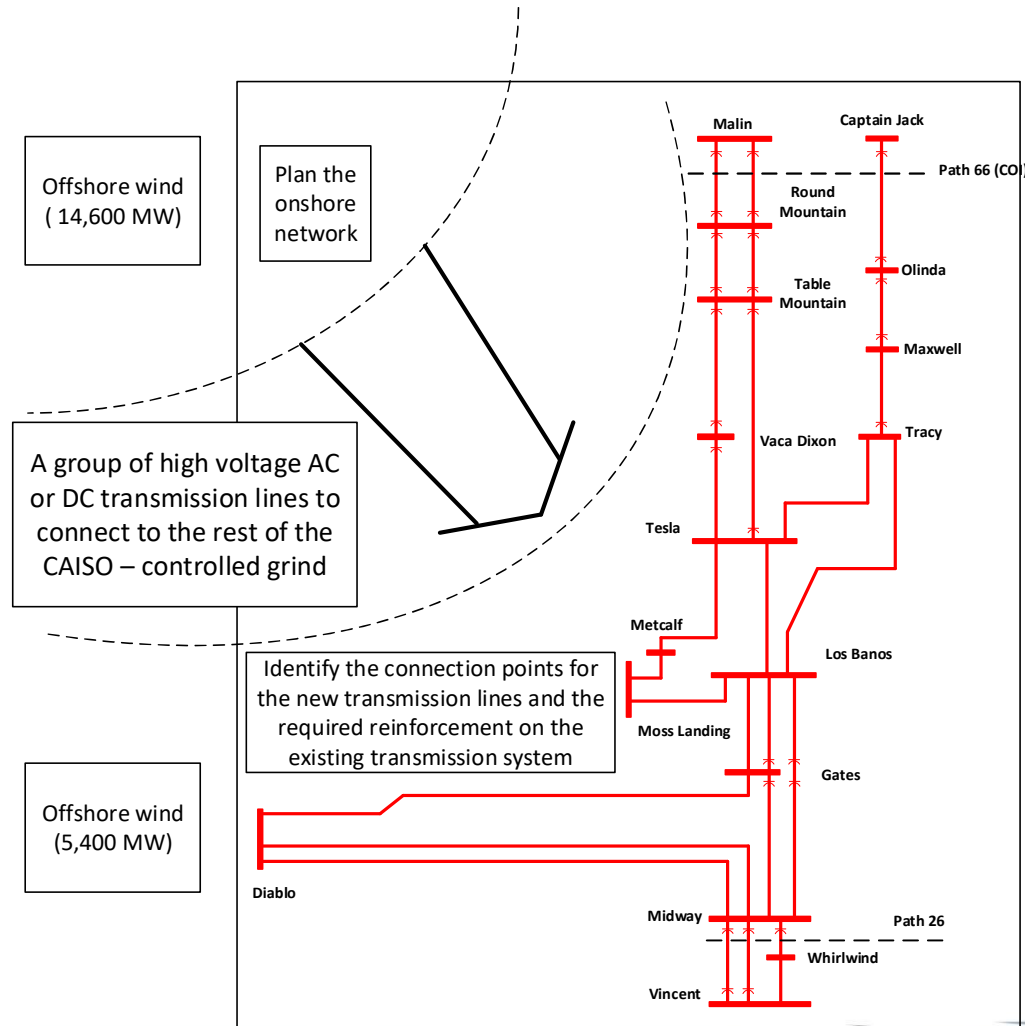 Offshore wind
( 14,600 MW)
Plan the
onshore
network
A group of high voltage AC
or DC transmission lines to
connect to the rest of the
CAISO – controlled grind
Identify the connection points for
the new transmission lines and the
required reinforcement on the
existing transmission system
Offshore wind
(5,400 MW)
Malin
Captain Jack
Path 66 (COI)
Round
Mountain
Olinda
Table
Mountain
Maxwell
Vaca Dixon
Tracy
Tesla
Metcalf
Los Banos
Moss Landing
Gates
Diablo
Midway
Path 26
Whirlwind
Vincent